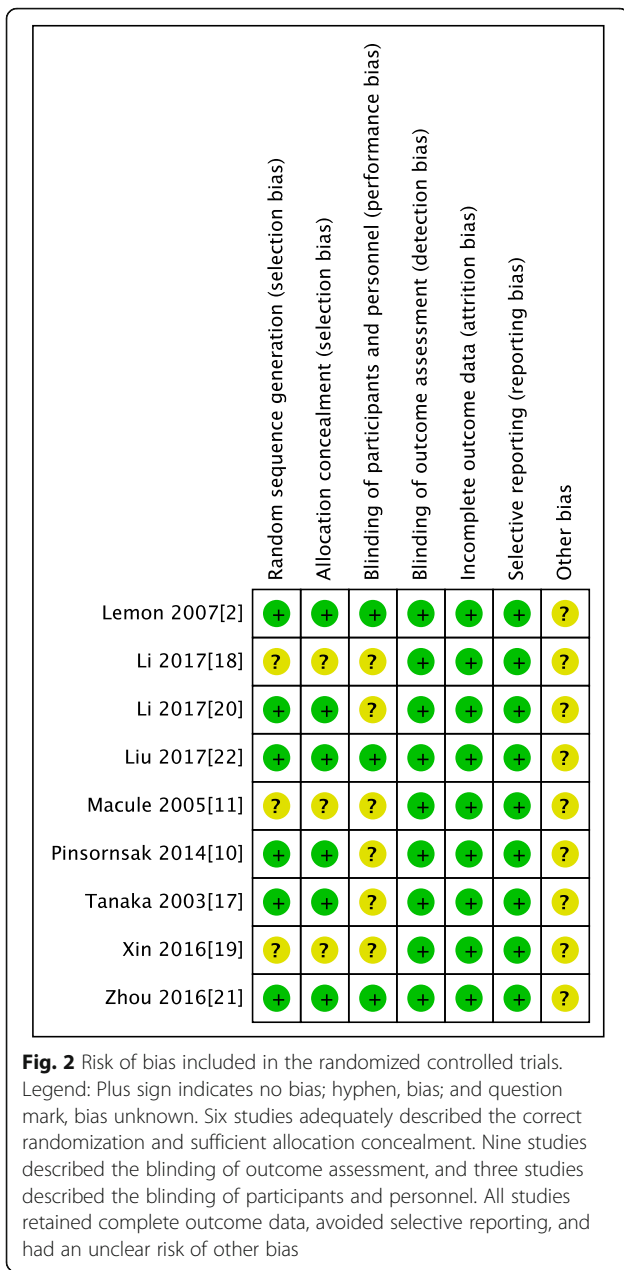 Random sequence generation (selection bias)
Allocation concealment (selection bias)
Blinding of participants and personnel (performance bias)
Blinding of outcome assessment (detection bias)
Incomplete outcome data (attrition bias)
Selective reporting (reporting bias)
Other bias
Lemon 2007[2] + + + + + + ?
Li 2017[18] ? ? ? + + + ?
Li 2017[20] + + ? + + + ?
Liu 2017[22] + + + + + + ?
Macule 2005[11] ? ? ? + + + ?
Pinsornsak 2014[10] + + ? + + + ?
Tanaka 2003[17] + + ? + + + ?
Xin 2016[19] ? ? ? + + + ?
Zhou 2016[21] + + + + + + ?
Fig. 2 Risk of bias included in the randomized controlled trials.
Legend: Plus sign indicates no bias; hyphen, bias; and question
mark, bias unknown. Six studies adequately described the correct
randomization and sufficient allocation concealment. Nine studies
described the blinding of outcome assessment, and three studies
described the blinding of participants and personnel. All studies
retained complete outcome data, avoided selective reporting, and
had an unclear risk of other bias